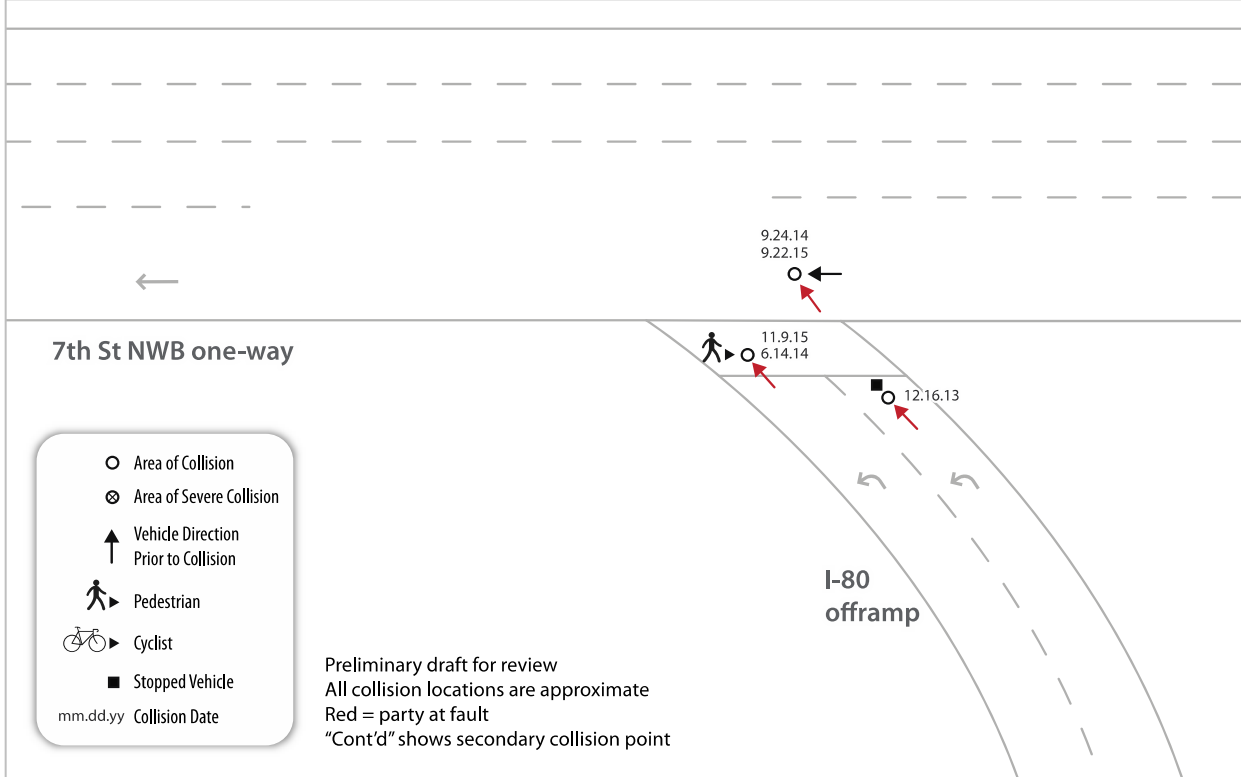 9.24.14
9.22.15
11.9.15
6.14.14
12.16.13
7th St NWB one-way
I-80
offramp
Area of Collision
Area of Severe Collision
Vehicle Direction
Prior to Collision
Pedestrian
Cyclist
Stopped Vehicle
mm.dd.yy Collision Date
Preliminary draft for review
All collision locations are approximate
Red = party at fault
“Cont’d” shows secondary collision point